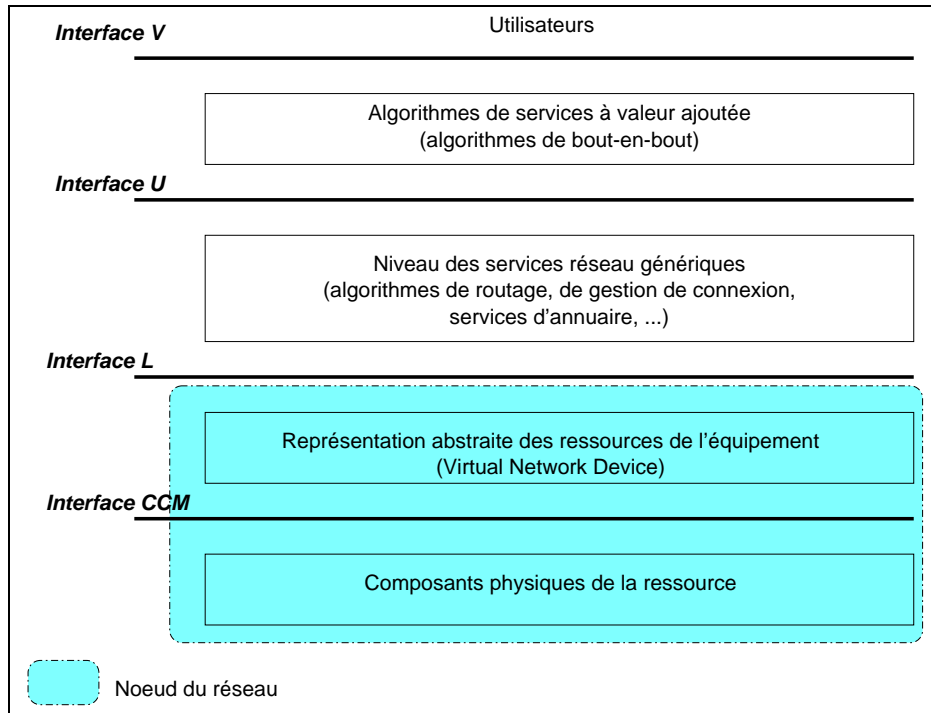 Interface V
Utilisateurs
Algorithmes de services à valeur ajoutée
(algorithmes de bout-en-bout)
Interface U
Niveau des services réseau génériques
(algorithmes de routage, de gestion de connexion,
services d'annuaire, ...)
Interface L
Représentation abstraite des ressources de l'équipement
(Virtual Network Device)
Interface CCM
Composants physiques de la ressource
Noeud du réseau